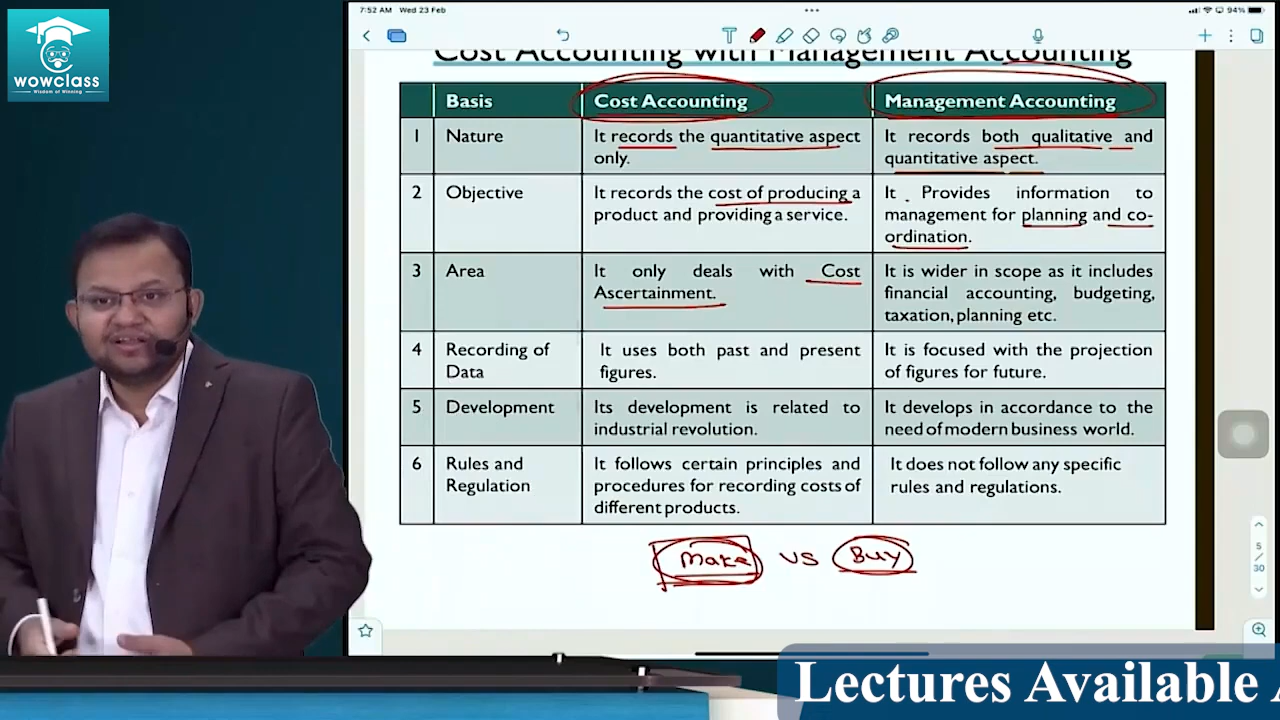 wowclass
Wisdom of Winning
7:52 AM Wed 23 Feb
94%
Cost Accounting with Management Accounting
Basis Cost Accounting Management Accounting
1 Nature It records the quantitative aspect only. It records both qualitative and quantitative aspect.
2 Objective It records the cost of producing a product and providing a service. It Provides information to management for planning and co-ordination.
3 Area It only deals with Cost Ascertainment. It is wider in scope as it includes financial accounting, budgeting, taxation, planning etc.
4 Recording of Data It uses both past and present figures. It is focused with the projection of figures for future.
5 Development Its development is related to industrial revolution. It develops in accordance to the need of modern business world.
6 Rules and Regulation It follows certain principles and procedures for recording costs of different products. It does not follow any specific rules and regulations.
Make vs Buy
5
/
30
Lectures Available